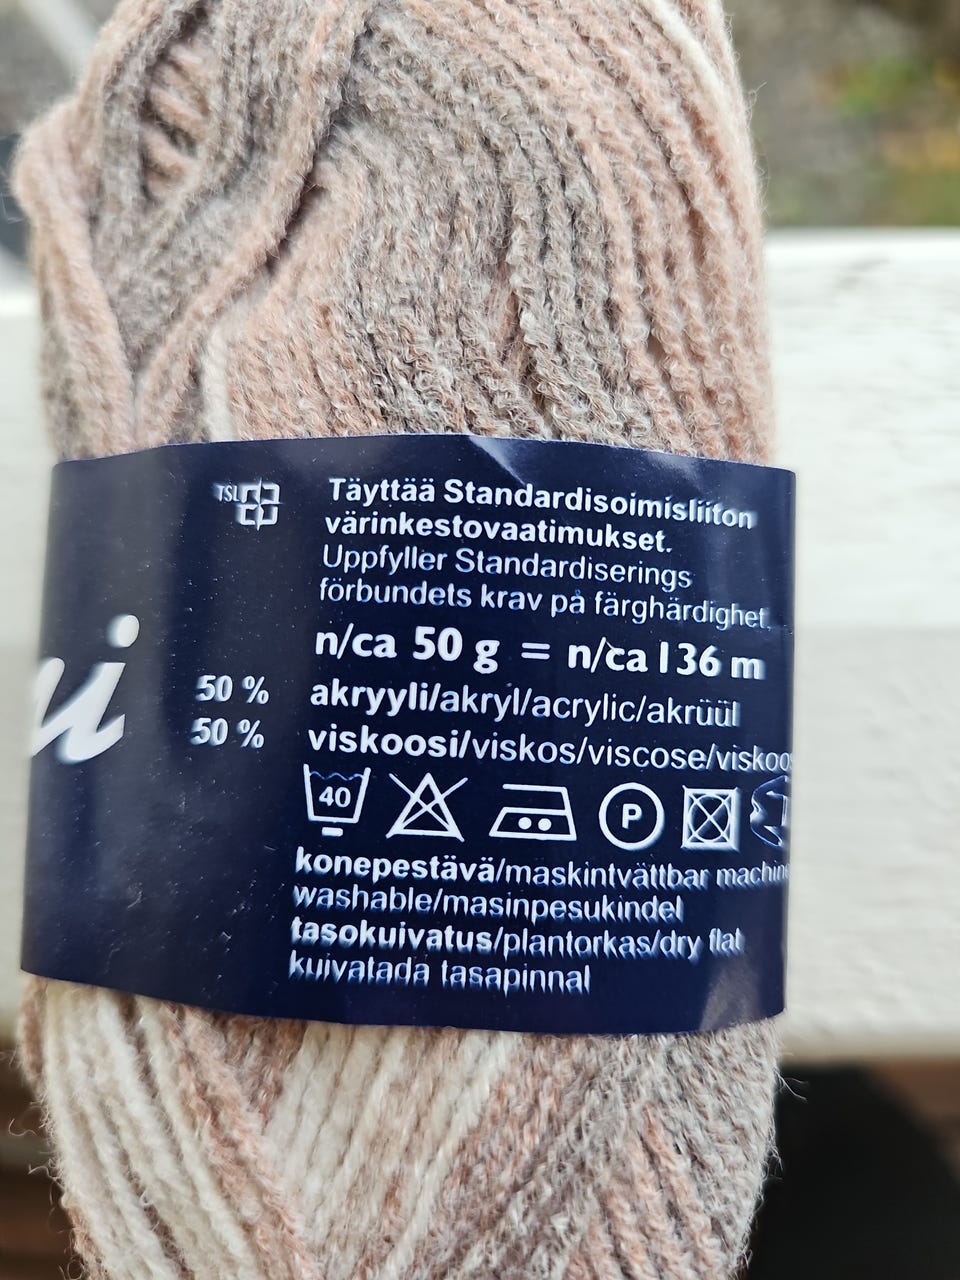 TSL
Täyttää Standardisoimisliiton
värinkestovaatimukset.
Uppfyller Standardiserings
förbundets krav på färghärdighet.
n/ca 50 g = n/ca 136 m
50 % akryyli/akryl/acrylic/akrüül
50 % viskoosi/viskos/viscose/viskoo
40 P
konepestävä/maskintvättbar machine
washable/masinpesukindel
tasokuivatus/plantorkas/dry flat
kuivatada tasapinnal